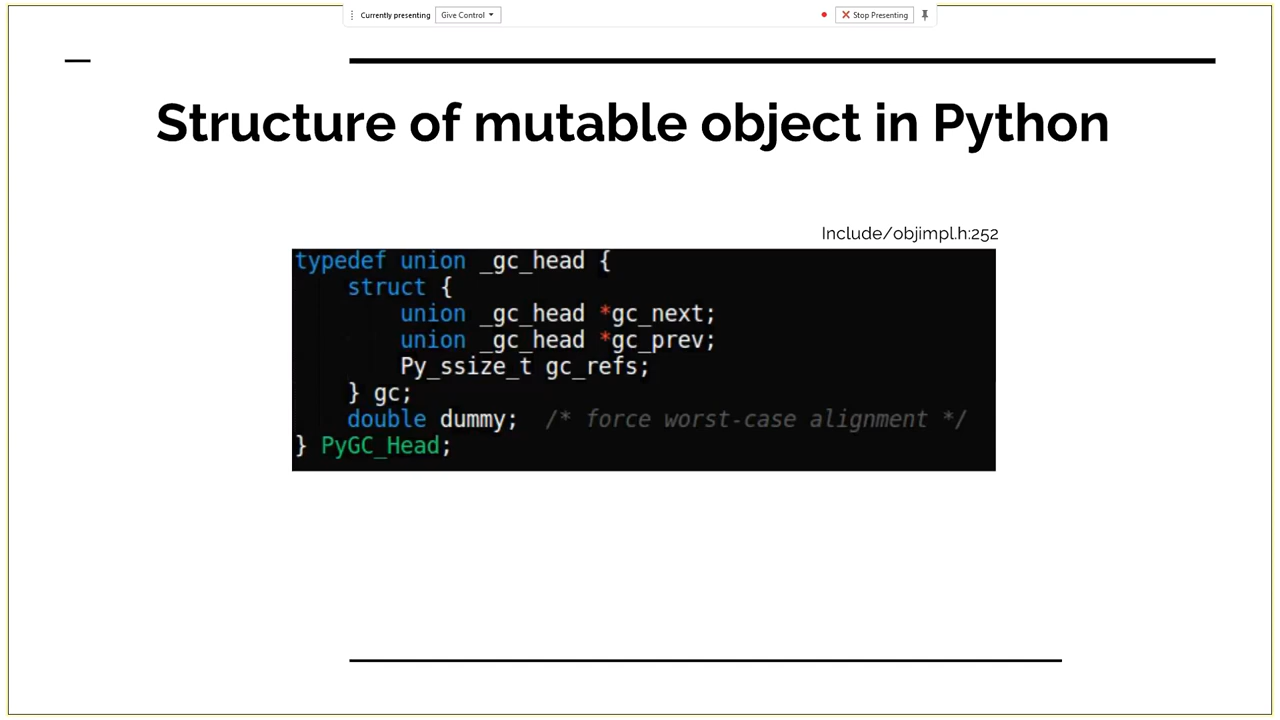 Currently presenting Give Control Stop Presenting
Structure of mutable object in Python
Include/objimpl.h:252
typedef union _gc_head {
struct {
union _gc_head *gc_next;
union _gc_head *gc_prev;
Py_ssize_t gc_refs;
} gc;
double dummy; /* force worst-case alignment */
} PyGC_Head;